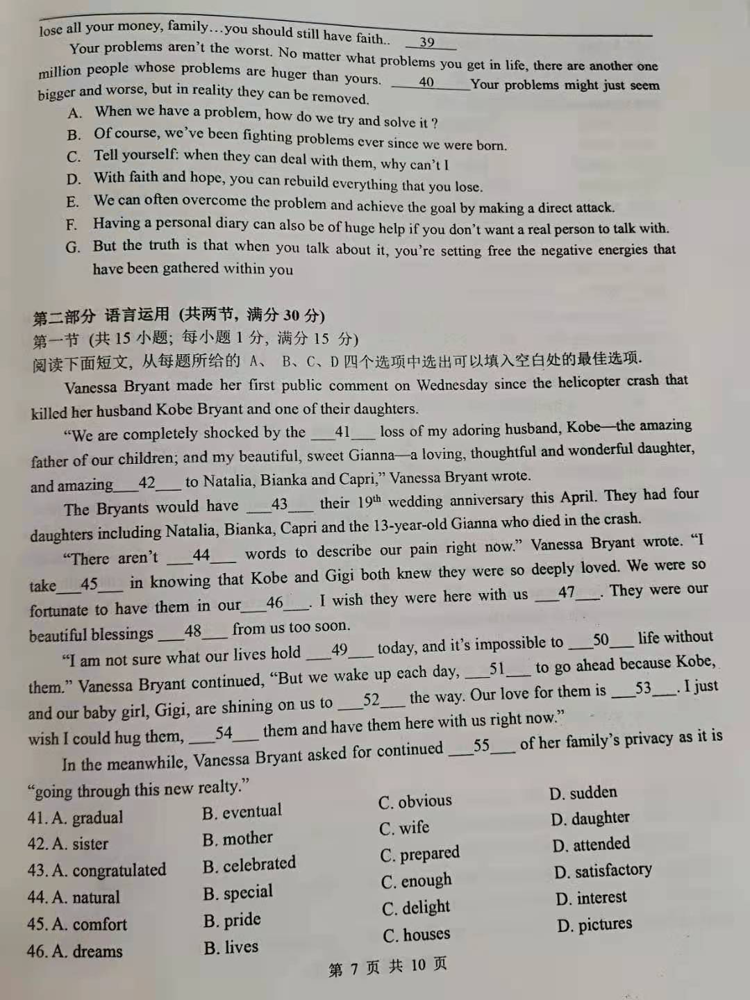 lose all your money, family…you should still have faith.. 39
Your problems aren't the worst. No matter what problems you get in life, there are another one
million people whose problems are huger than yours. 40 Your problems might just seem
bigger and worse, but in reality they can be removed.
A. When we have a problem, how do we try and solve it ?
B. Of course, we've been fighting problems ever since we were born.
C. Tell yourself: when they can deal with them, why can't I
D. With faith and hope, you can rebuild everything that you lose.
E. We can often overcome the problem and achieve the goal by making a direct attack.
F. Having a personal diary can also be of huge help if you don't want a real person to talk with.
G. But the truth is that when you talk about it, you're setting free the negative energies that
have been gathered within you
第二部分 语言运用 (共两节, 满分 30 分)
第一节 (共 15 小题; 每小题 1 分, 满分 15 分)
阅读下面短文, 从每题所给的 A、 B、C、D 四个选项中选出可以填入空白处的最佳选项.
Vanessa Bryant made her first public comment on Wednesday since the helicopter crash that
killed her husband Kobe Bryant and one of their daughters.
“We are completely shocked by the ___41___ loss of my adoring husband, Kobe—the amazing
father of our children; and my beautiful, sweet Gianna—a loving, thoughtful and wonderful daughter,
and amazing___42___ to Natalia, Bianka and Capri,” Vanessa Bryant wrote.
The Bryants would have ___43___ their 19th wedding anniversary this April. They had four
daughters including Natalia, Bianka, Capri and the 13-year-old Gianna who died in the crash.
“There aren't ___44___ words to describe our pain right now.” Vanessa Bryant wrote. “I
take___45___ in knowing that Kobe and Gigi both knew they were so deeply loved. We were so
fortunate to have them in our___46___. I wish they were here with us ___47___. They were our
beautiful blessings ___48___ from us too soon.
“I am not sure what our lives hold ___49___ today, and it's impossible to ___50___ life without
them.” Vanessa Bryant continued, “But we wake up each day, ___51___ to go ahead because Kobe,
and our baby girl, Gigi, are shining on us to ___52___ the way. Our love for them is ___53___. I just
wish I could hug them, ___54___ them and have them here with us right now.”
In the meanwhile, Vanessa Bryant asked for continued ___55___ of her family's privacy as it is
“going through this new realty.”
41. A. gradual B. eventual C. obvious D. sudden
42. A. sister B. mother C. wife D. daughter
43. A. congratulated B. celebrated C. prepared D. attended
44. A. natural B. special C. enough D. satisfactory
45. A. comfort B. pride C. delight D. interest
46. A. dreams B. lives C. houses D. pictures
第 7 页 共 10 页